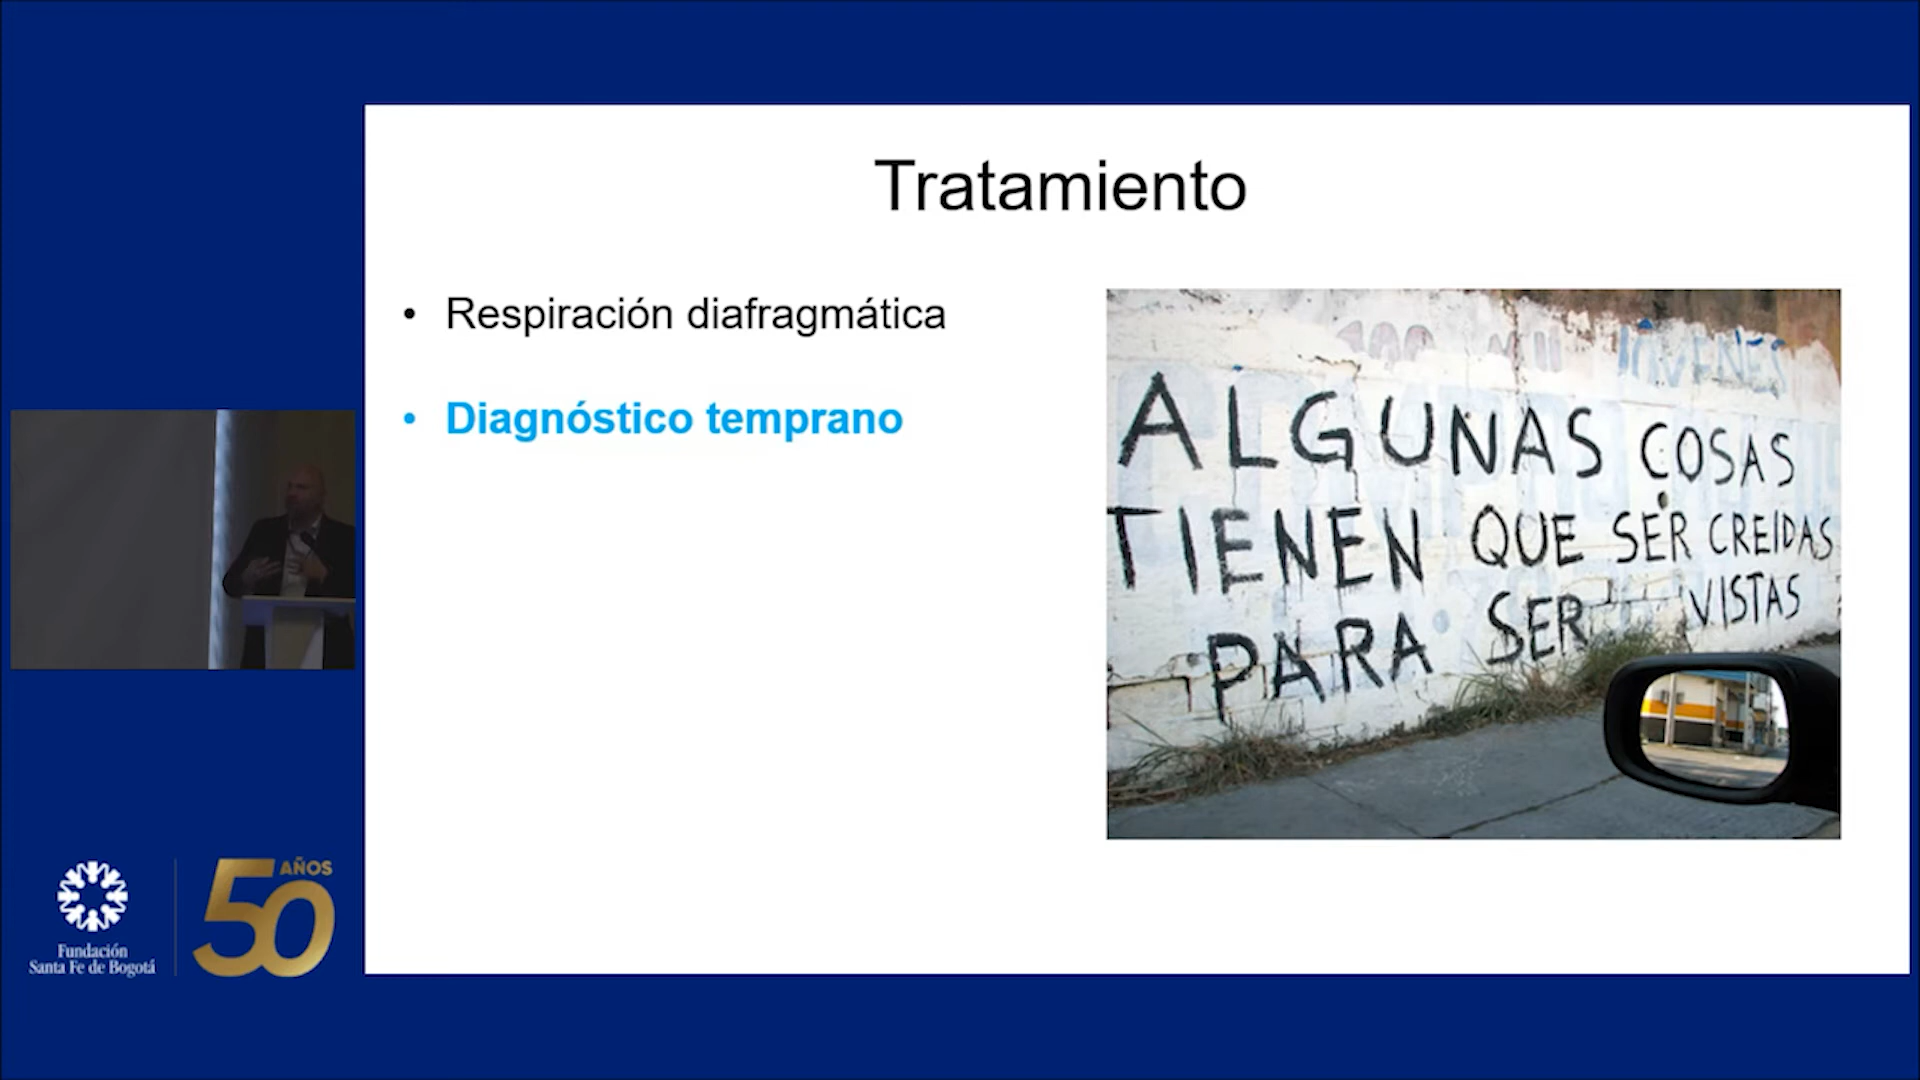 Tratamiento
• Respiración diafragmática
• Diagnóstico temprano
ALGUNAS COSAS
TIENEN QUE SER CREIDAS
PARA SER VISTAS
JÓVENES
50 AÑOS
Fundación
Santa Fe de Bogotá